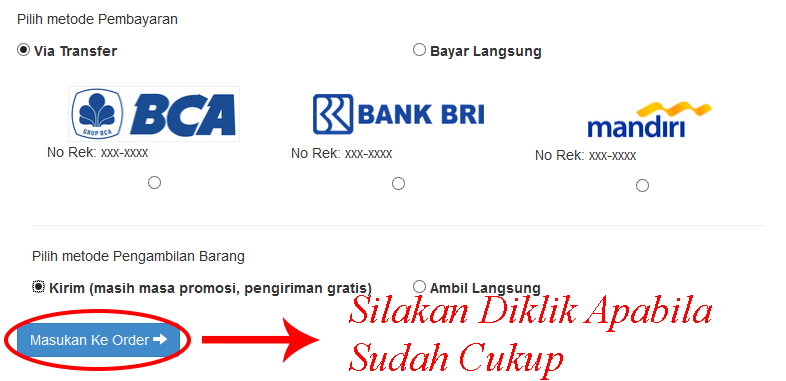 Pilih metode Pembayaran
Via Transfer
Bayar Langsung
GRUP BCA
BCA
BANK BRI
mandiri
No Rek: xxx-xxxx
No Rek: xxx-xxxx
No Rek: xxx-xxxx
Pilih metode Pengambilan Barang
Kirim (masih masa promosi, pengiriman gratis)
Ambil Langsung
Masukan Ke Order
Silakan Diklik Apabila
Sudah Cukup